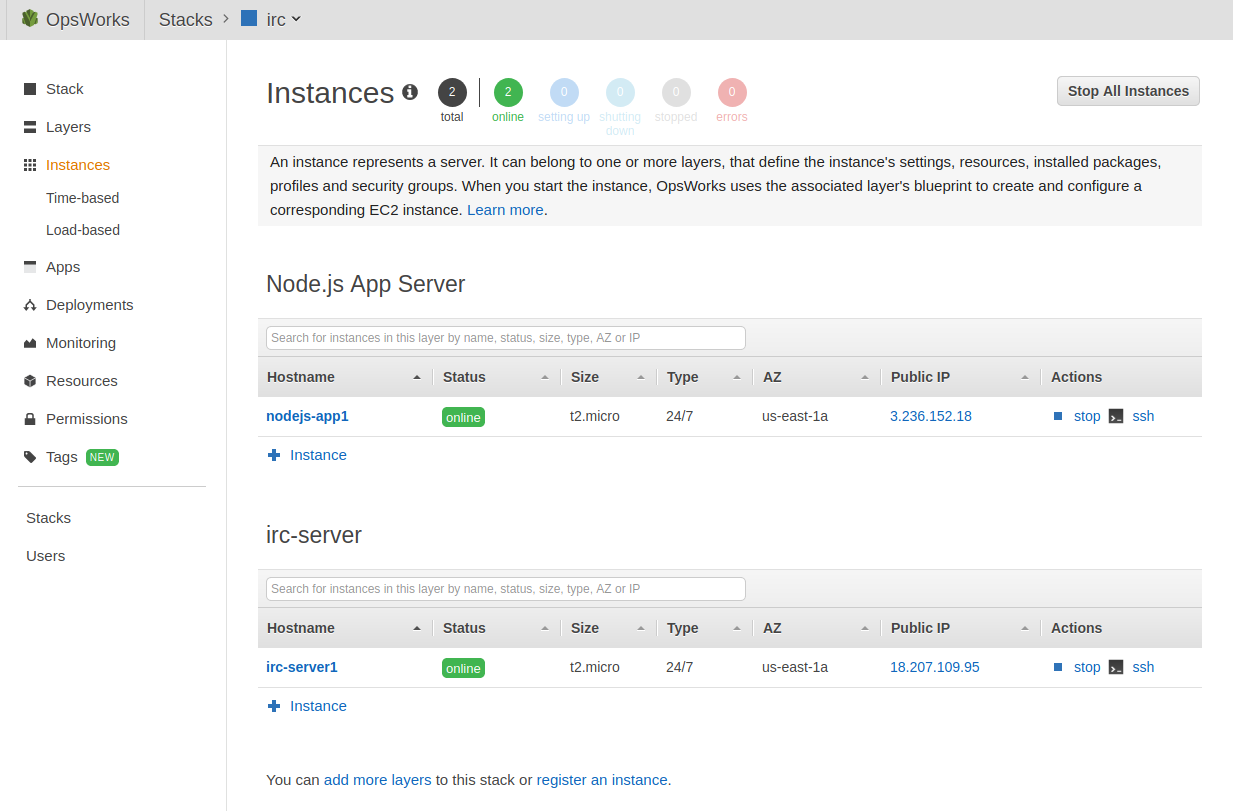 OpsWorks Stacks irc
Stack
Layers
Instances
Time-based
Load-based
Apps
Deployments
Monitoring
Resources
Permissions
Tags NEW
Stacks
Users
Instances 2 2 0 0 0 0 Stop All Instances
total online setting up shutting down stopped errors
An instance represents a server. It can belong to one or more layers, that define the instance's settings, resources, installed packages,
profiles and security groups. When you start the instance, OpsWorks uses the associated layer's blueprint to create and configure a
corresponding EC2 instance. Learn more.
Node.js App Server
Search for instances in this layer by name, status, size, type, AZ or IP
Hostname Status Size Type AZ Public IP Actions
nodejs-app1 online t2.micro 24/7 us-east-1a 3.236.152.18 stop ssh
Instance
irc-server
Search for instances in this layer by name, status, size, type, AZ or IP
Hostname Status Size Type AZ Public IP Actions
irc-server1 online t2.micro 24/7 us-east-1a 18.207.109.95 stop ssh
Instance
You can add more layers to this stack or register an instance.